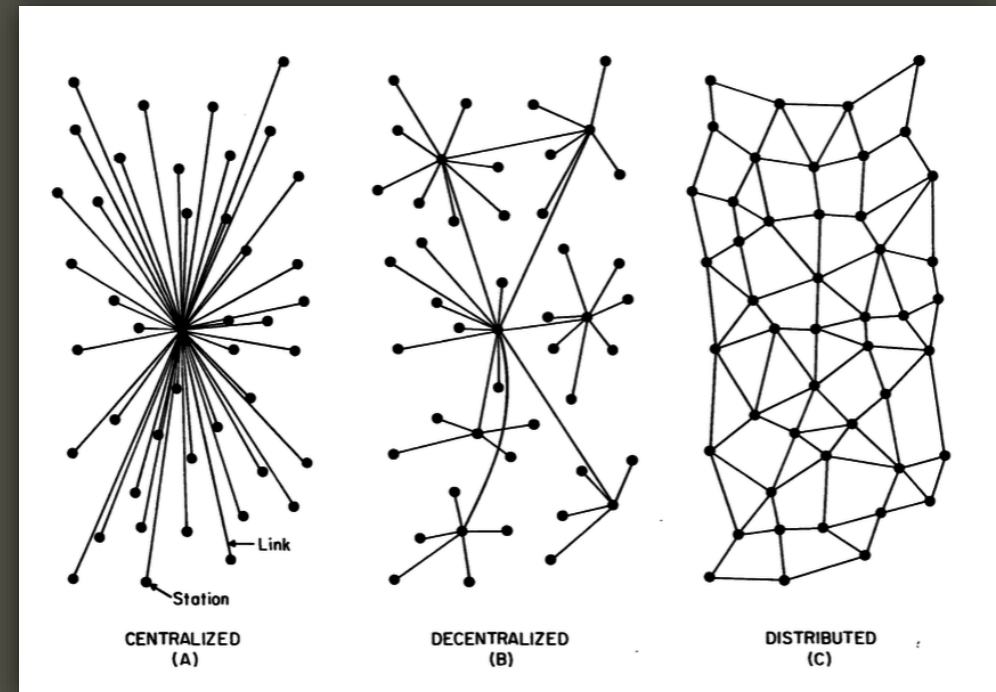 Link
Station
CENTRALIZED
(A)
DECENTRALIZED
(B)
DISTRIBUTED
(C)